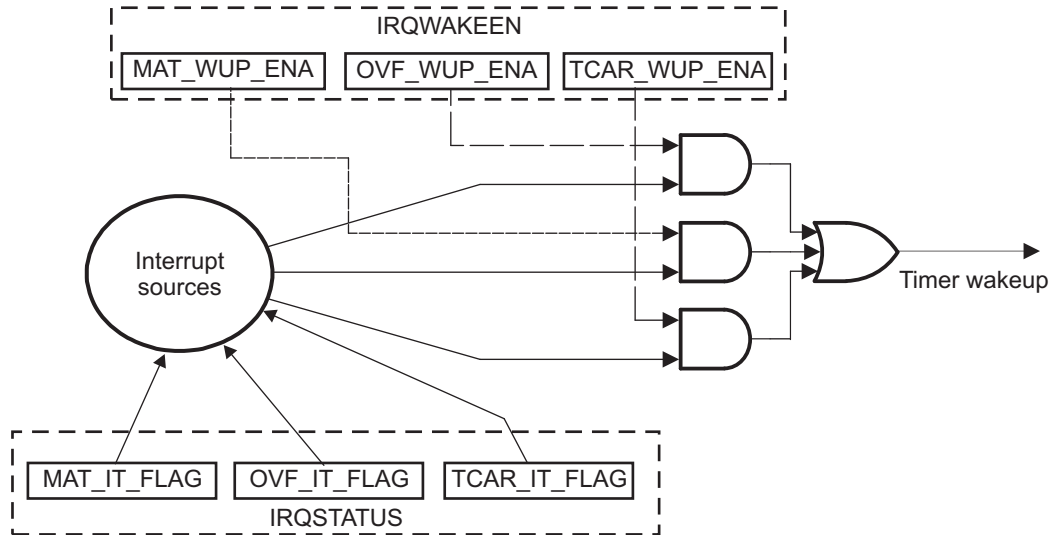 IRQWAKEEN
MAT_WUP_ENA
OVF_WUP_ENA
TCAR_WUP_ENA
Interrupt
sources
Timer wakeup
MAT_IT_FLAG
OVF_IT_FLAG
TCAR_IT_FLAG
IRQSTATUS